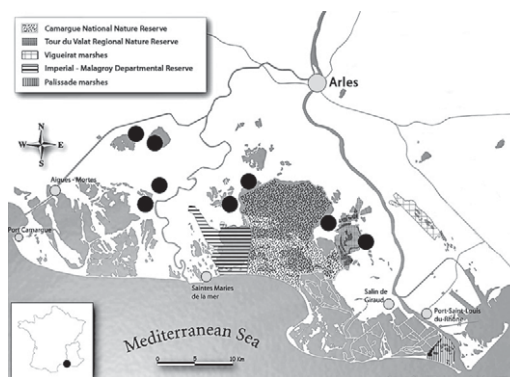 Camargue National Nature Reserve
Tour du Valat Regional Nature Reserve
Vigueirat marshes
Imperial - Malagroy Departmental Reserve
Palissade marshes
Arles
N
W E
S
Aigues-Mortes
Port Camargue
Saintes Maries
de la mer
Salin de
Giraud
Port-Saint-Louis
du-Rhône
Mediterranean Sea
0 5 10 Km